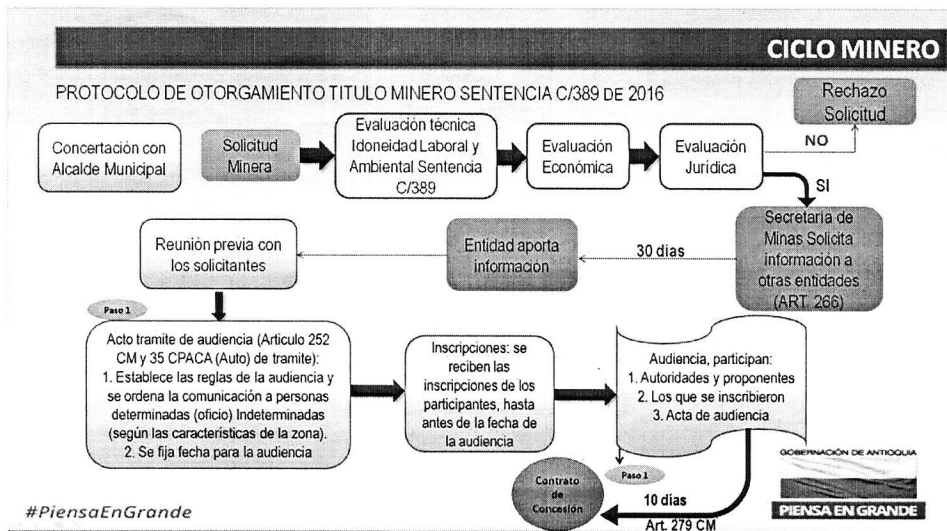 CICLO MINERO
PROTOCOLO DE OTORGAMIENTO TITULO MINERO SENTENCIA C/389 DE 2016
Concertación con
Alcalde Municipal
Solicitud
Minera
Evaluación técnica
Idoneidad Laboral y
Ambiental Sentencia
C/389
Evaluación
Económica
Evaluación
Jurídica
NO
Rechazo
Solicitud
SI
Secretaria de
Minas Solicita
información a
otras entidades
(ART. 266)
30 dias
Entidad aporta
información
Reunión previa con
los solicitantes
Paso 1
Acto tramite de audiencia (Articulo 252
CM y 35 CPACA (Auto) de tramite):
1. Establece las reglas de la audiencia y
se ordena la comunicación a personas
determinadas (oficio) Indeterminadas
(según las características de la zona).
2. Se fija fecha para la audiencia
Inscripciones: se
reciben las
inscripciones de los
participantes, hasta
antes de la fecha de
la audiencia
Audiencia, participan:
1. Autoridades y proponentes
2. Los que se inscribieron
3. Acta de audiencia
Paso 1
10 días
Art. 279 CM
Contrato
de
Concesión
GOBERNACIÓN DE ANTIOQUIA
PIENSA EN GRANDE
#PiensaEnGrande